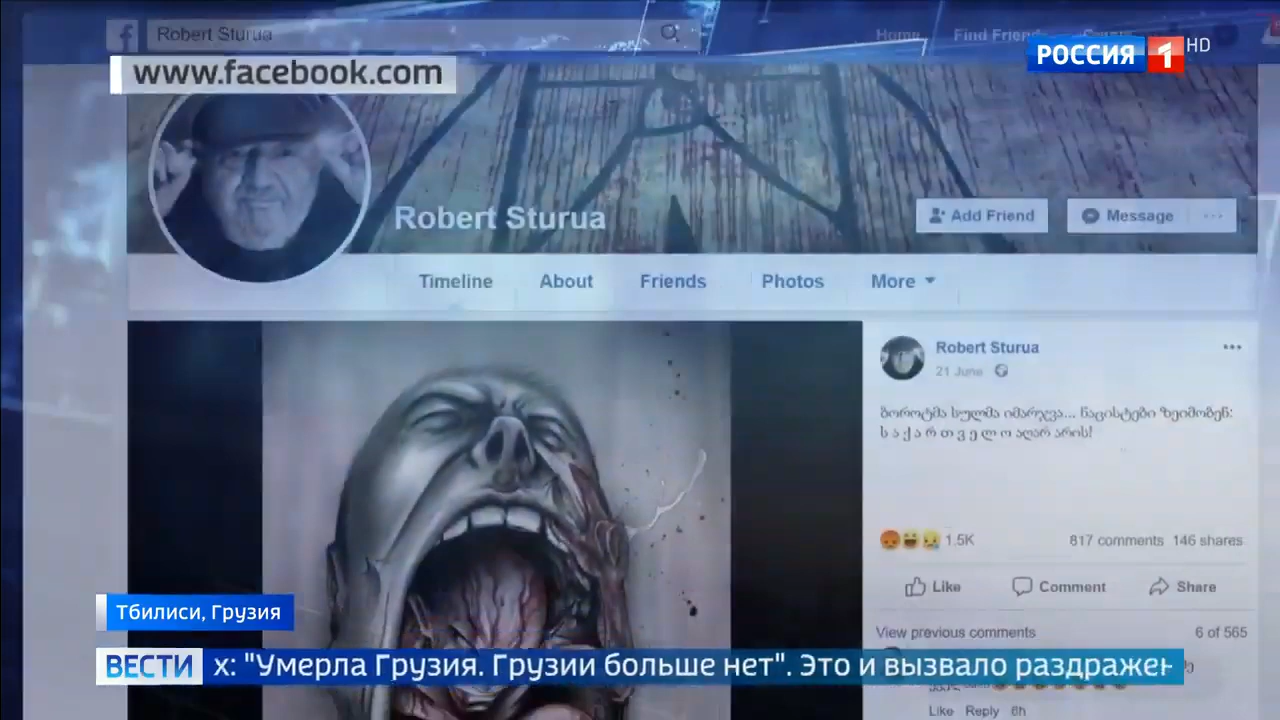 Robert Sturua
Home
РОССИЯ 1 HD
www.facebook.com
Robert Sturua
Add Friend
Message
Timeline
About
Friends
Photos
More
Robert Sturua
21 June
ბოროტმა სულმა იმარჯვა... ნაცისტები ზეიმობენ:
ს ა ქ ა რ თ ვ ე ლ ო აღარ არის!
1.5K
817 comments 146 shares
Like
Comment
Share
Тбилиси, Грузия
View previous comments
6 of 565
ВЕСТИ
х: "Умерла Грузия. Грузии больше нет". Это и вызвало раздражен
Like Reply 6h